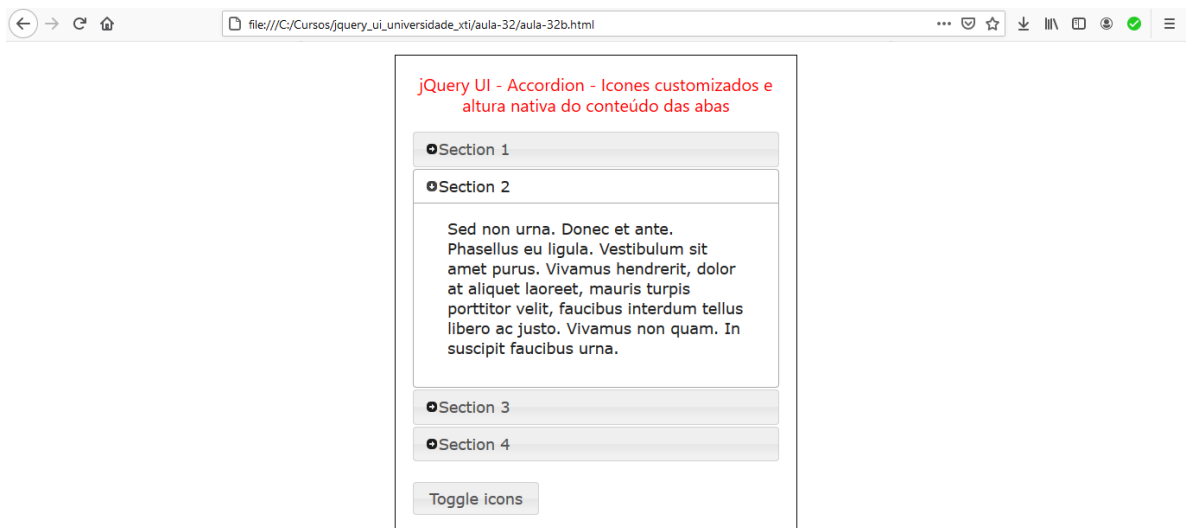 file:///C:/Cursos/jquery_ui_universidade_xti/aula-32/aula-32b.html
jQuery UI - Accordion - Icones customizados e
altura nativa do conteúdo das abas
Section 1
Section 2
Sed non urna. Donec et ante.
Phasellus eu ligula. Vestibulum sit
amet purus. Vivamus hendrerit, dolor
at aliquet laoreet, mauris turpis
porttitor velit, faucibus interdum tellus
libero ac justo. Vivamus non quam. In
suscipit faucibus urna.
Section 3
Section 4
Toggle icons